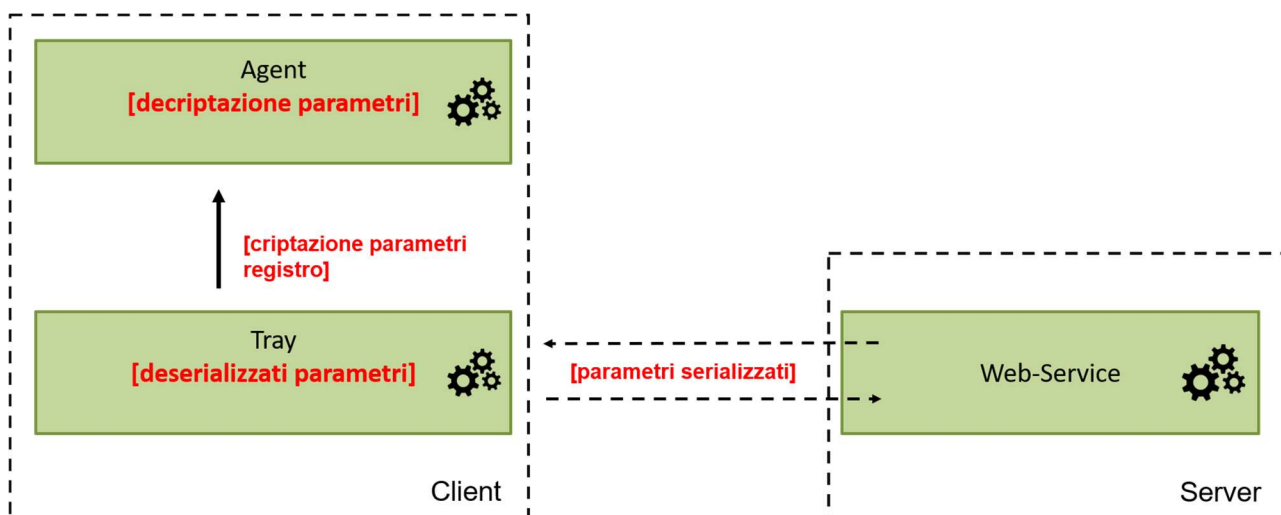 Agent
[decriptazione parametri]
[criptazione parametri
registro]
Tray
[deserializzati parametri]
[parametri serializzati]
Web-Service
Client
Server